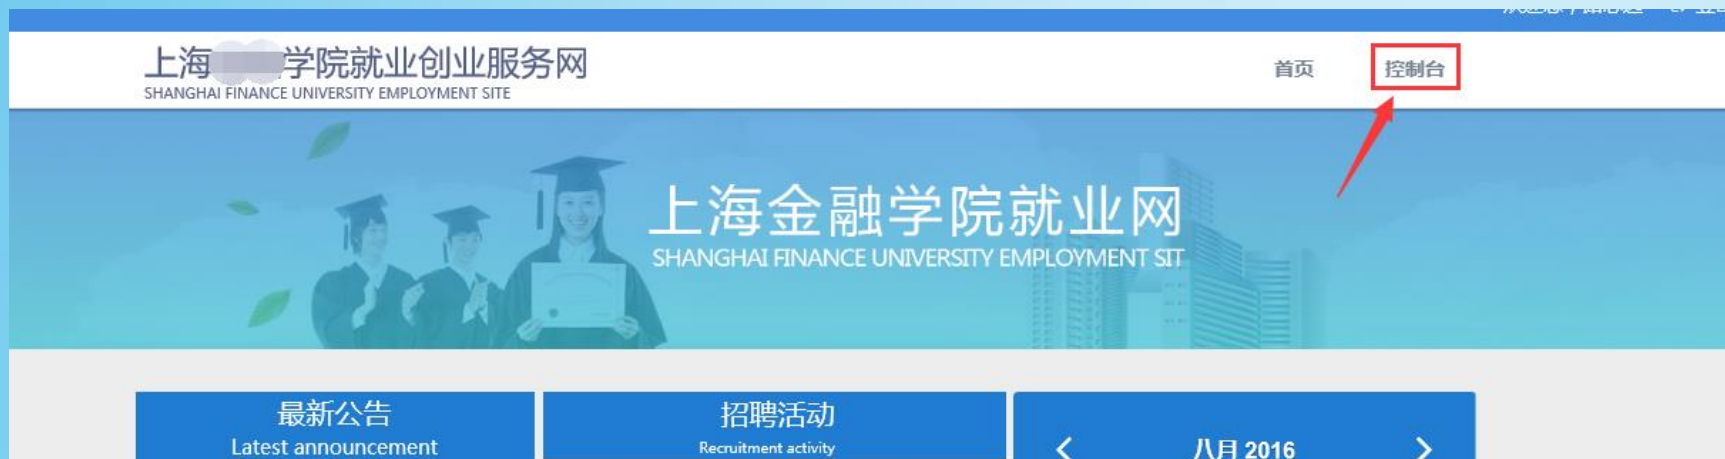 上海 学院就业创业服务网
SHANGHAI FINANCE UNIVERSITY EMPLOYMENT SITE
首页 控制台
上海金融学院就业网
SHANGHAI FINANCE UNIVERSITY EMPLOYMENT SIT
最新公告
Latest announcement
招聘活动
Recruitment activity
八月 2016